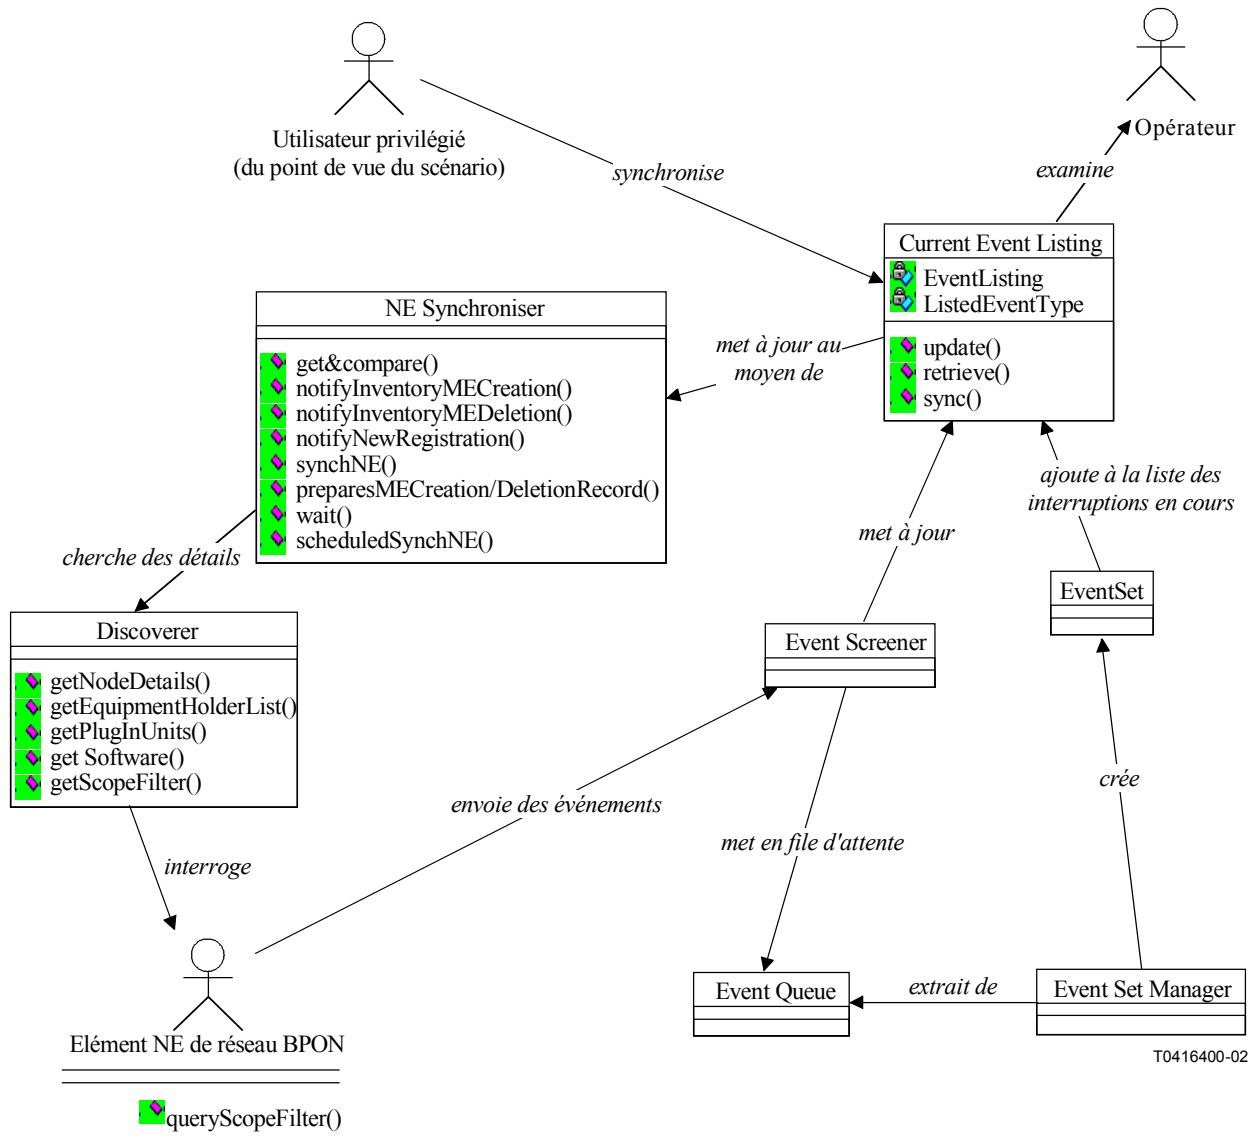 Utilisateur privilégié
(du point de vue du scénario)
Opérateur
synchronise
examine
Current Event Listing
EventListing
ListedEventType
update()
retrieve()
sync()
NE Synchroniser
get&compare()
notifyInventoryMECreation()
notifyInventoryMEDeletion()
notifyNewRegistration()
synchNE()
preparesMECreation/DeletionRecord()
wait()
scheduledSynchNE()
met à jour au
moyen de
ajoute à la liste des
interruptions en cours
met à jour
cherche des détails
EventSet
Discoverer
getNodeDetails()
getEquipmentHolderList()
getPlugInUnits()
get Software()
getScopeFilter()
Event Screener
crée
envoie des événements
met en file d'attente
interroge
Event Queue
extrait de
Event Set Manager
Elément NE de réseau BPON
queryScopeFilter()
T0416400-02